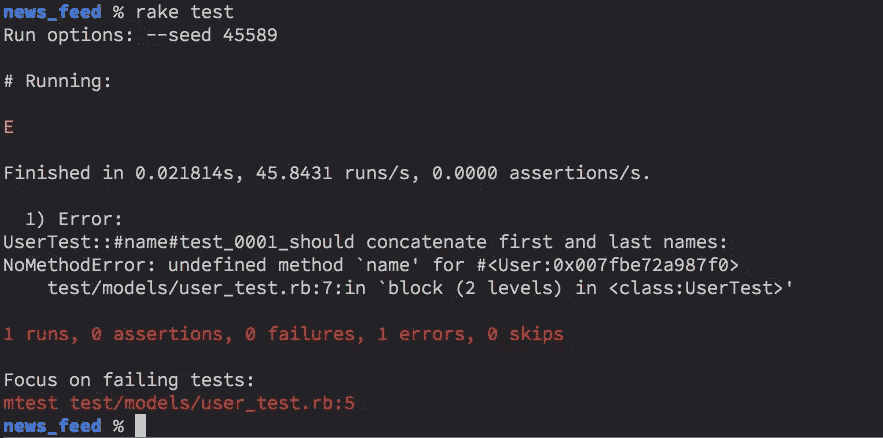 news_feed % rake test
Run options: --seed 45589
# Running:
E
Finished in 0.021814s, 45.8431 runs/s, 0.0000 assertions/s.
1) Error:
UserTest::#name#test_0001_should concatenate first and last names:
NoMethodError: undefined method `name' for #<User:0x007fbe72a987f0>
test/models/user_test.rb:7:in `block (2 levels) in <class:UserTest>'
1 runs, 0 assertions, 0 failures, 1 errors, 0 skips
Focus on failing tests:
mtest test/models/user_test.rb:5
news_feed %